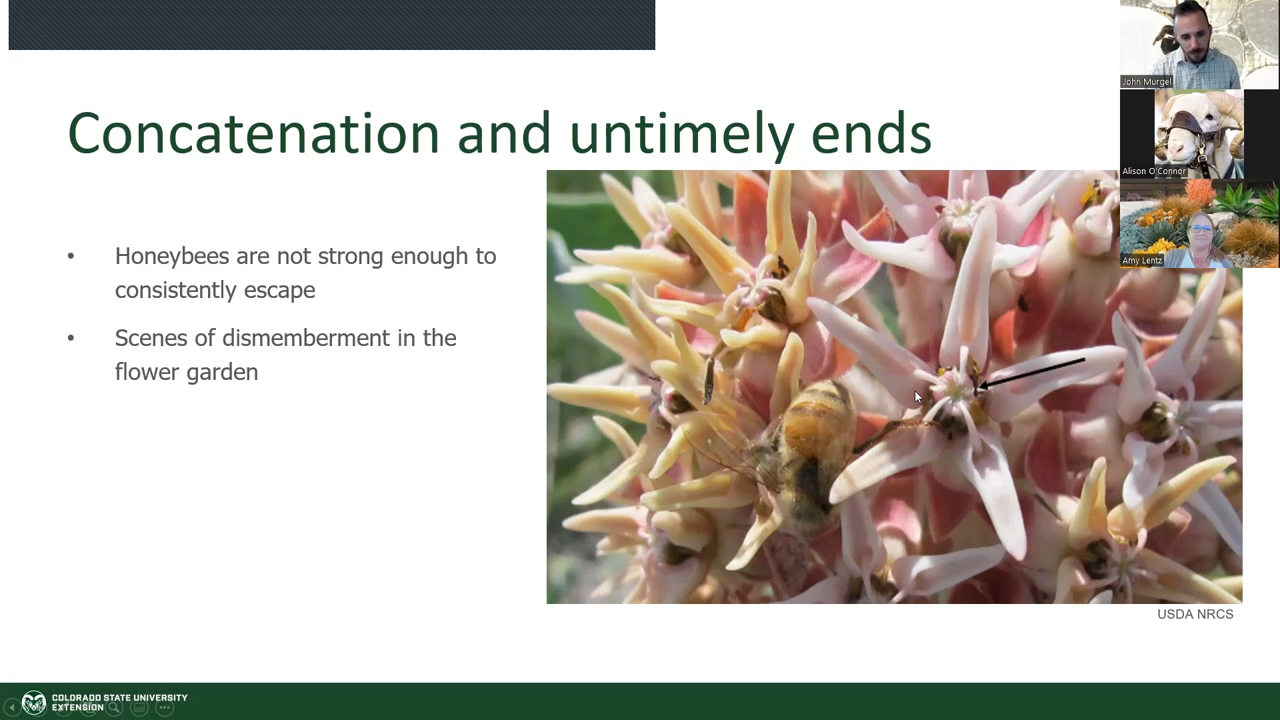 Concatenation and untimely ends
• Honeybees are not strong enough to
consistently escape
• Scenes of dismemberment in the
flower garden
USDA NRCS
John Murgel
Alison O'Connor
Amy Lentz
COLORADO STATE UNIVERSITY
EXTENSION